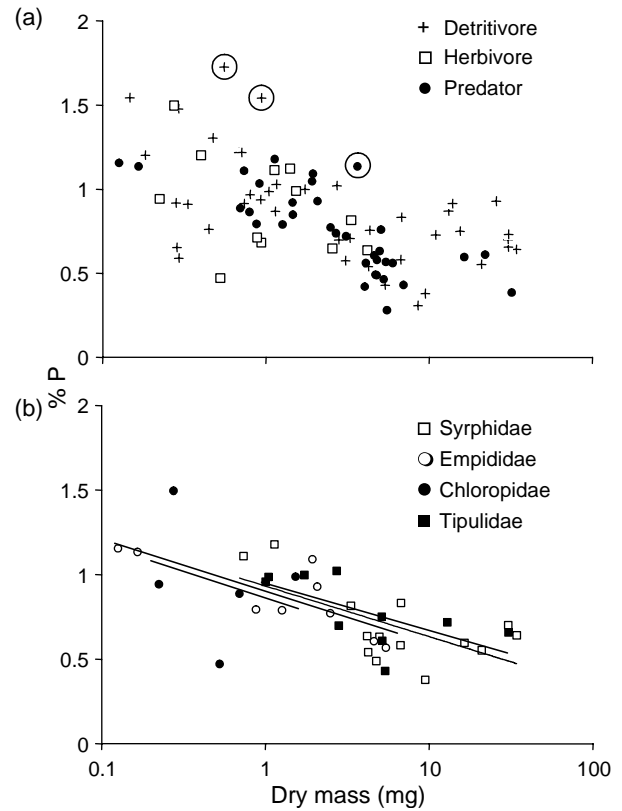 (a)
2
1.5
1
0.5
0
Detritivore
Herbivore
Predator
% P
(b)
2
1.5
1
0.5
0
Syrphidae
Empididae
Chloropidae
Tipulidae
0.1 1 10 100
Dry mass (mg)